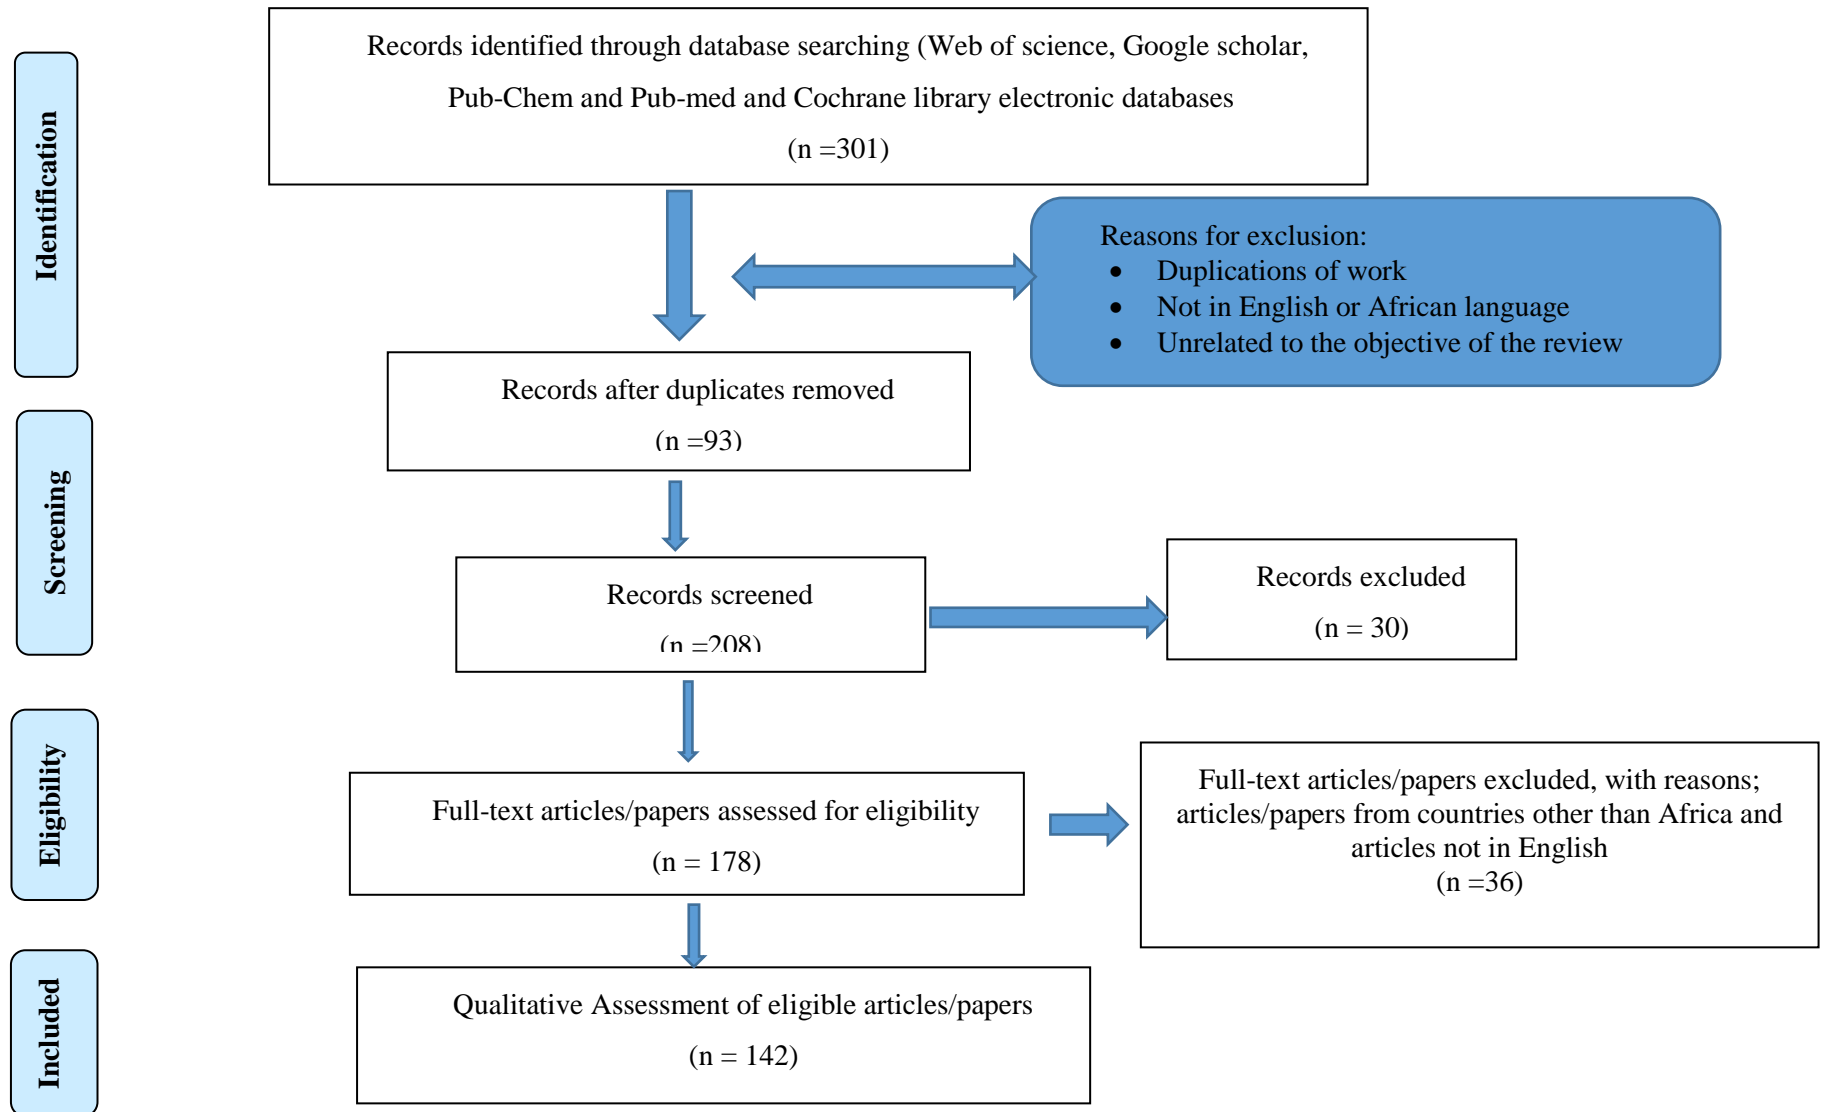 Identification
Records identified through database searching (Web of science, Google scholar,
Pub-Chem and Pub-med and Cochrane library electronic databases
(n =301)
Reasons for exclusion:
• Duplications of work
• Not in English or African language
• Unrelated to the objective of the review
Records after duplicates removed
(n =93)
Screening
Records screened
(n =208)
Records excluded
(n = 30)
Eligibility
Full-text articles/papers assessed for eligibility
(n = 178)
Full-text articles/papers excluded, with reasons;
articles/papers from countries other than Africa and
articles not in English
(n =36)
Included
Qualitative Assessment of eligible articles/papers
(n = 142)